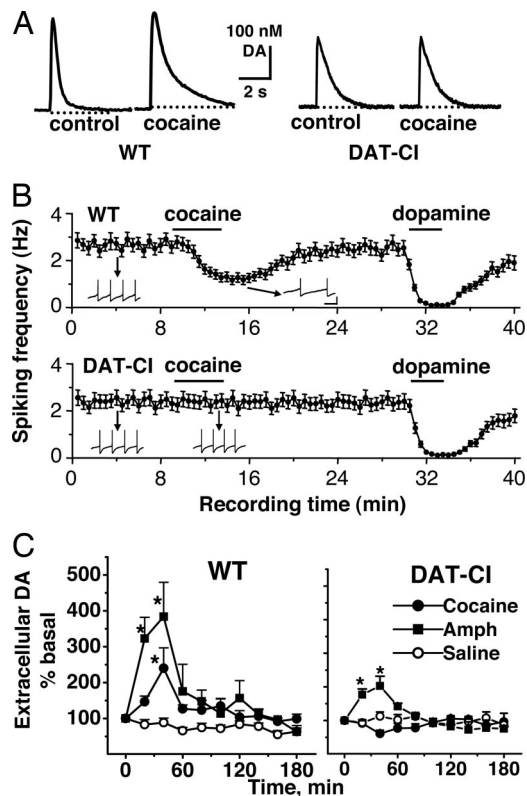 A
100 nM
DA
2 s
control
cocaine
control
cocaine
WT
DAT-CI
B
Spiking frequency (Hz)
4
2
0
WT
cocaine
dopamine
0 8 16 24 32 40
4
2
0
DAT-CI
cocaine
dopamine
0 8 16 24 32 40
Recording time (min)
C
Extracellular DA
% basal
500
400
300
200
100
WT
* * *
0 60 120 180
DAT-CI
Cocaine
Amph
Saline
* *
0 60 120 180
Time, min